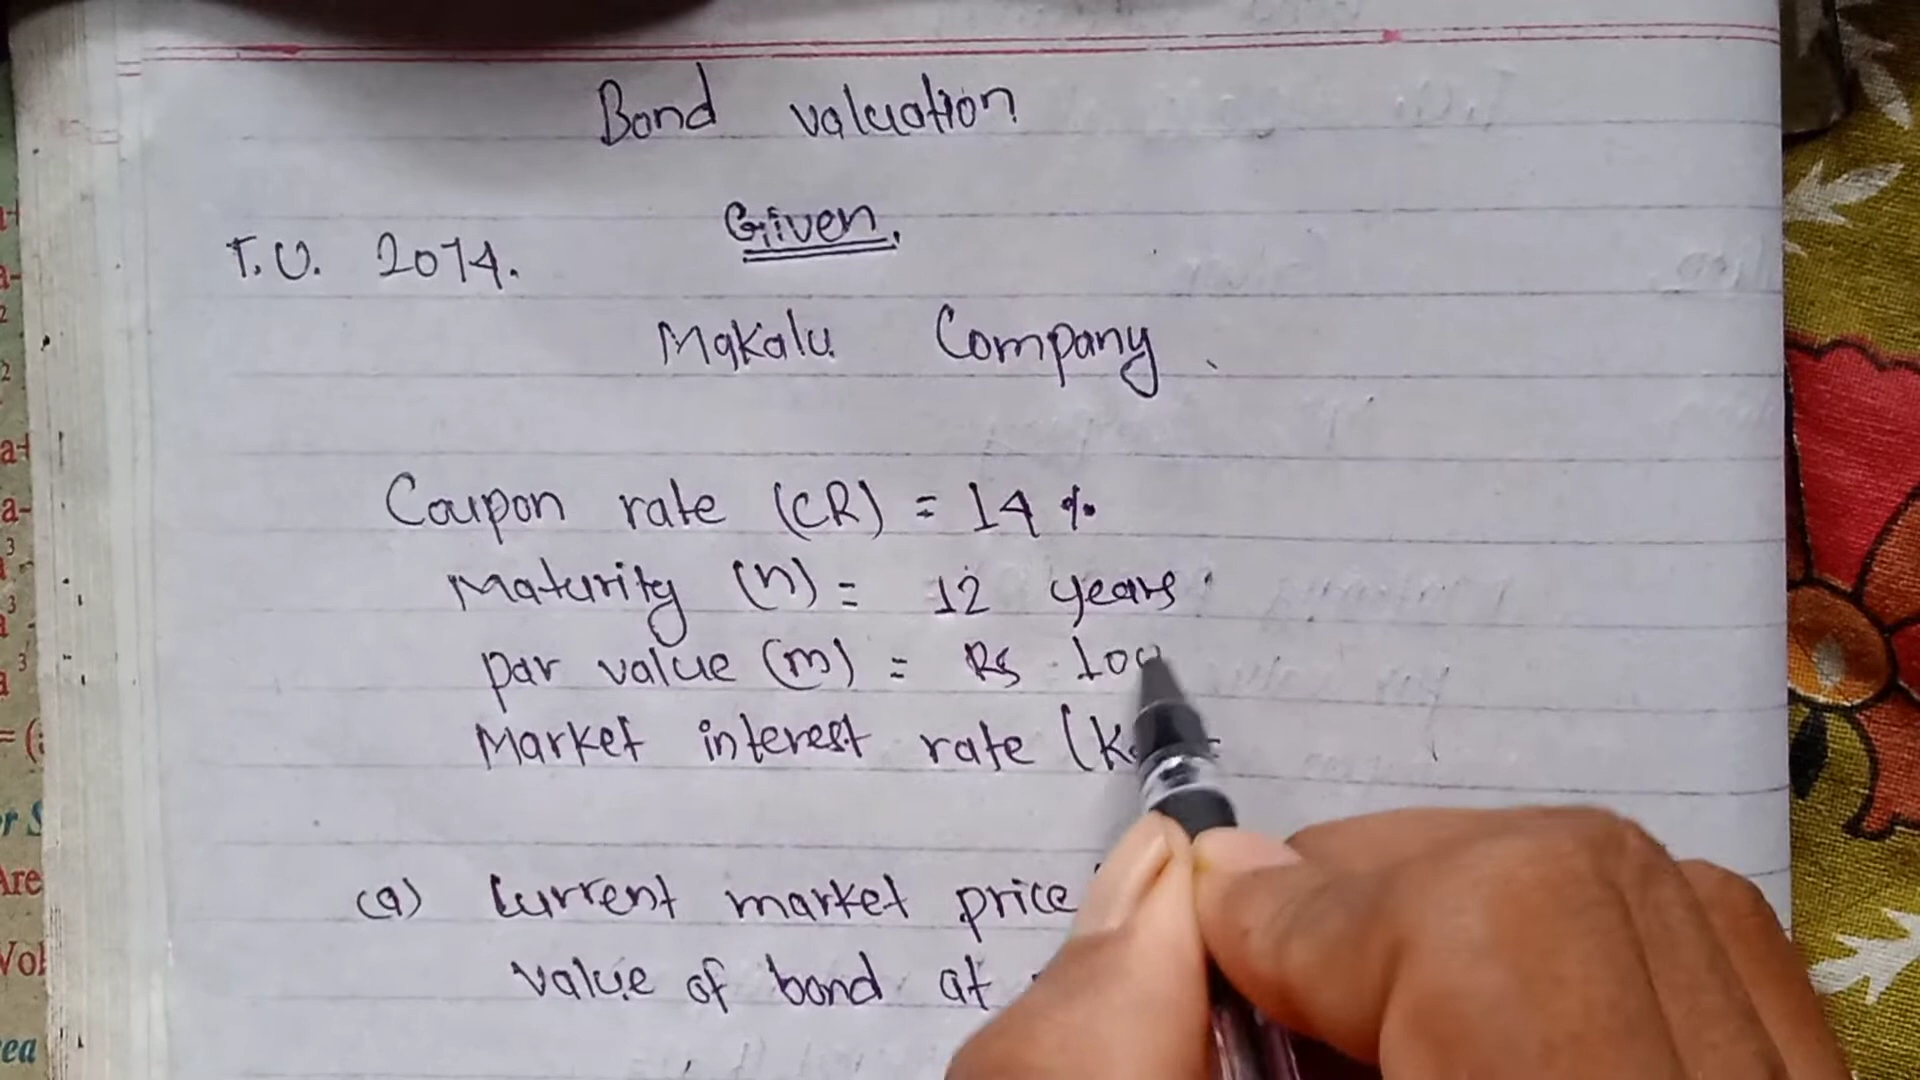 Bond valuation
Given,
T.U. 2074.
Makalu Company.
Coupon rate (CR) = 14 %
Maturity (n) = 12 years
par value (m) = Rs
Market interest rate
(a) Current market price
value of bond at